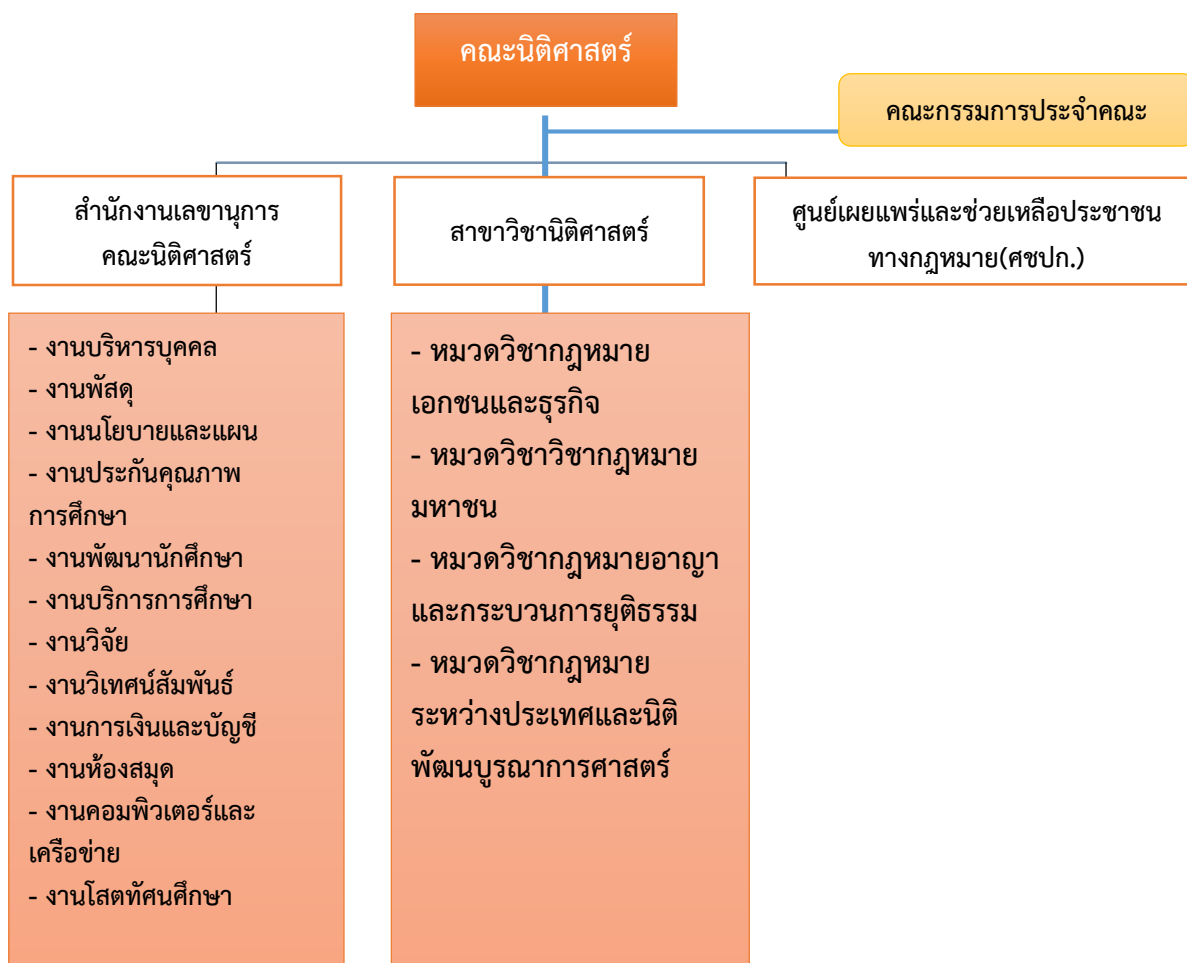 คณะนิติศาสตร์
คณะกรรมการประจำคณะ
สำนักงานเลขานุการ
คณะนิติศาสตร์
สาขาวิชานิติศาสตร์
ศูนย์เผยแพร่และช่วยเหลือประชาชน
ทางกฎหมาย(ศชปก.)
- งานบริหารบุคคล
- งานพัสดุ
- งานนโยบายและแผน
- งานประกันคุณภาพ
การศึกษา
- งานพัฒนานักศึกษา
- งานบริการการศึกษา
- งานวิจัย
- งานวิเทศน์สัมพันธ์
- งานการเงินและบัญชี
- งานห้องสมุด
- งานคอมพิวเตอร์และ
เครือข่าย
- งานโสตทัศนศึกษา
- หมวดวิชากฎหมาย
เอกชนและธุรกิจ
- หมวดวิชาวิชากฎหมาย
มหาชน
- หมวดวิชากฎหมายอาญา
และกระบวนการยุติธรรม
- หมวดวิชากฎหมาย
ระหว่างประเทศและนิติ
พัฒนบูรณาการศาสตร์